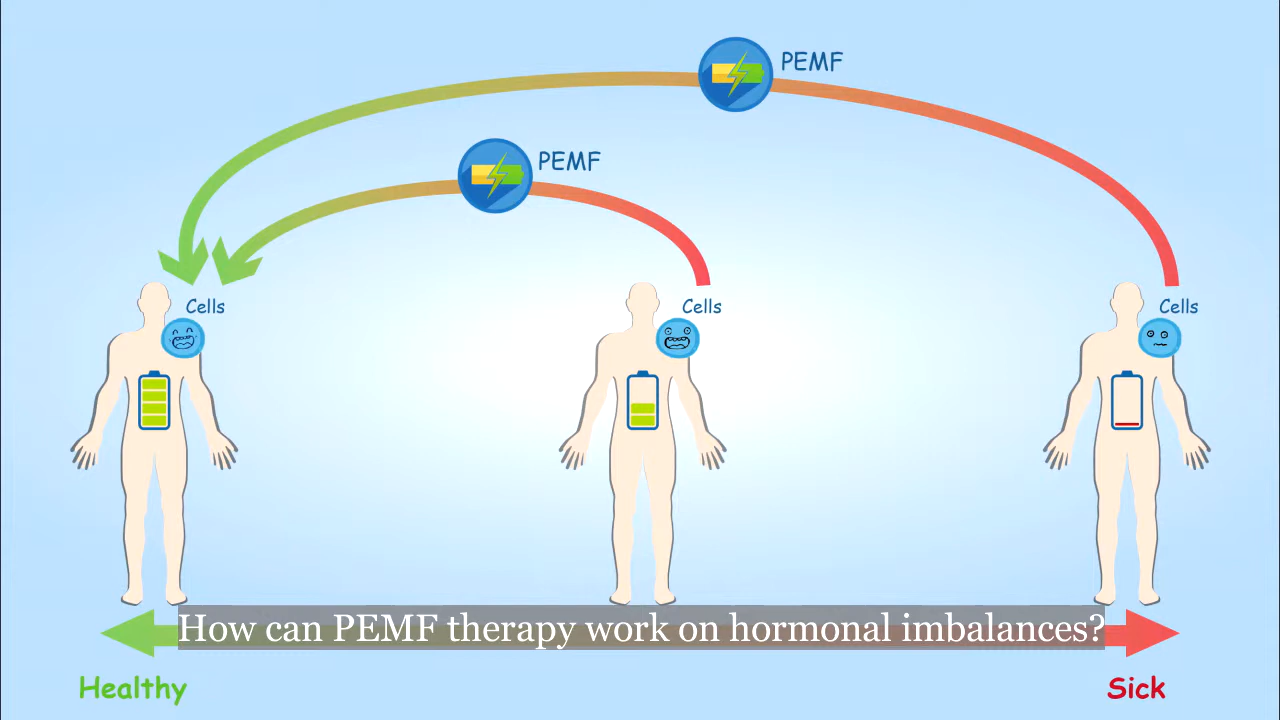 PEMF
PEMF
Cells
Cells
Cells
How can PEMF therapy work on hormonal imbalances?
Healthy
Sick